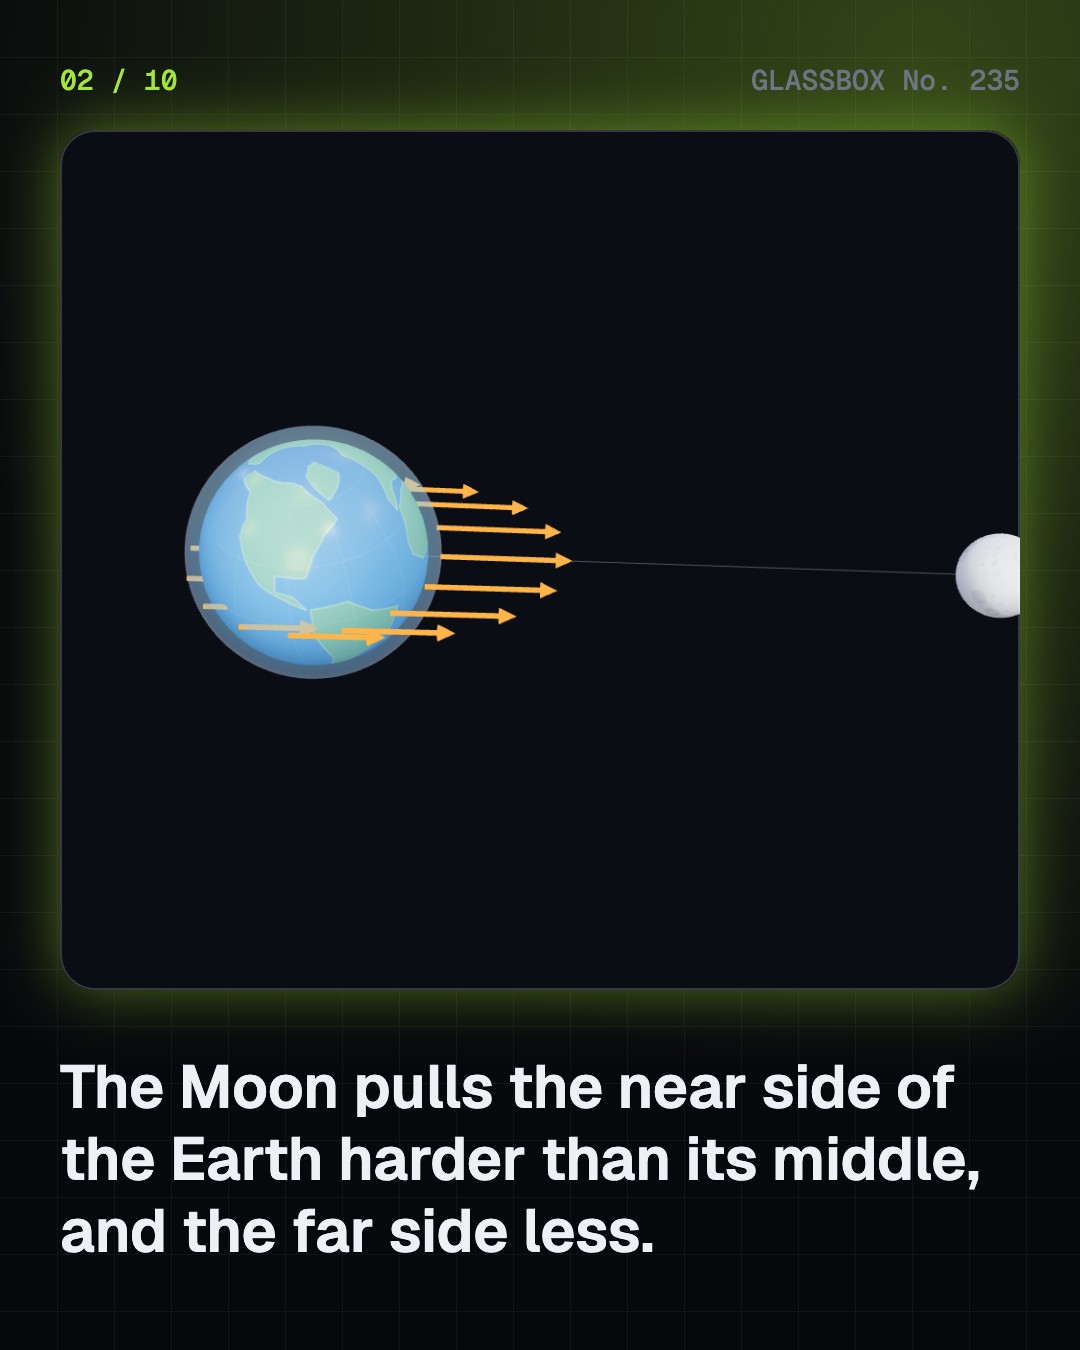 02 / 10
GLASSBOX No. 235
The Moon pulls the near side of
the Earth harder than its middle,
and the far side less.